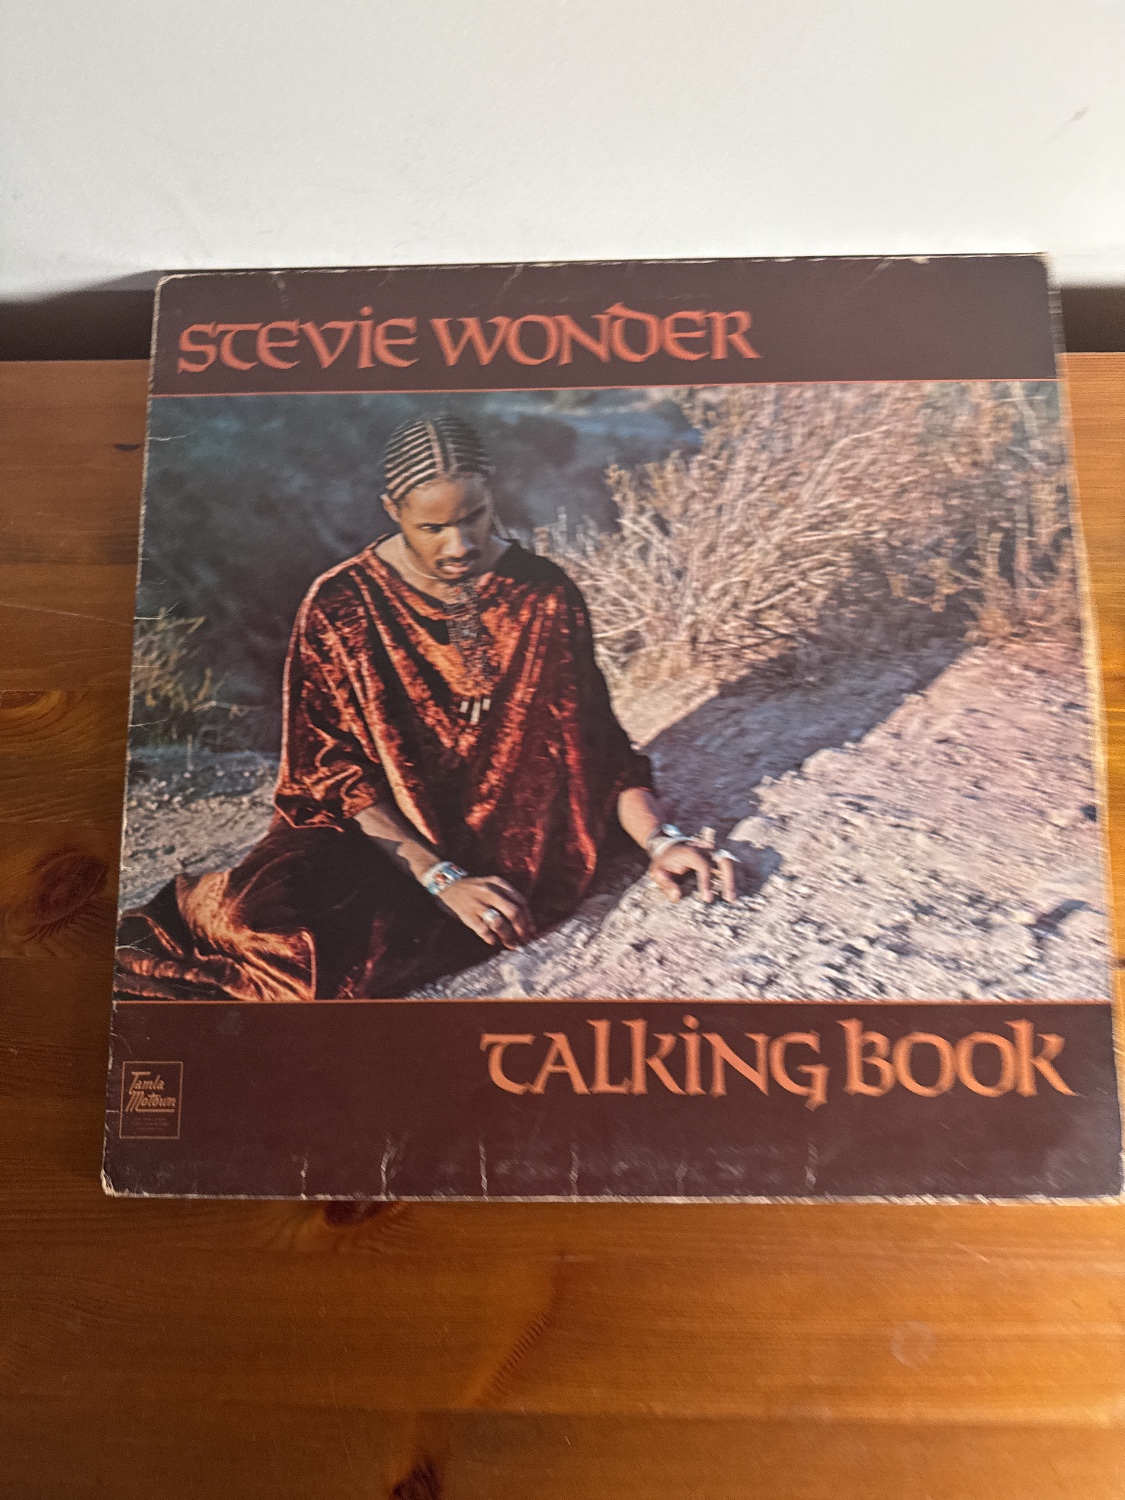 STEVIE WONDER
TALKING BOOK
Tamla
Motown